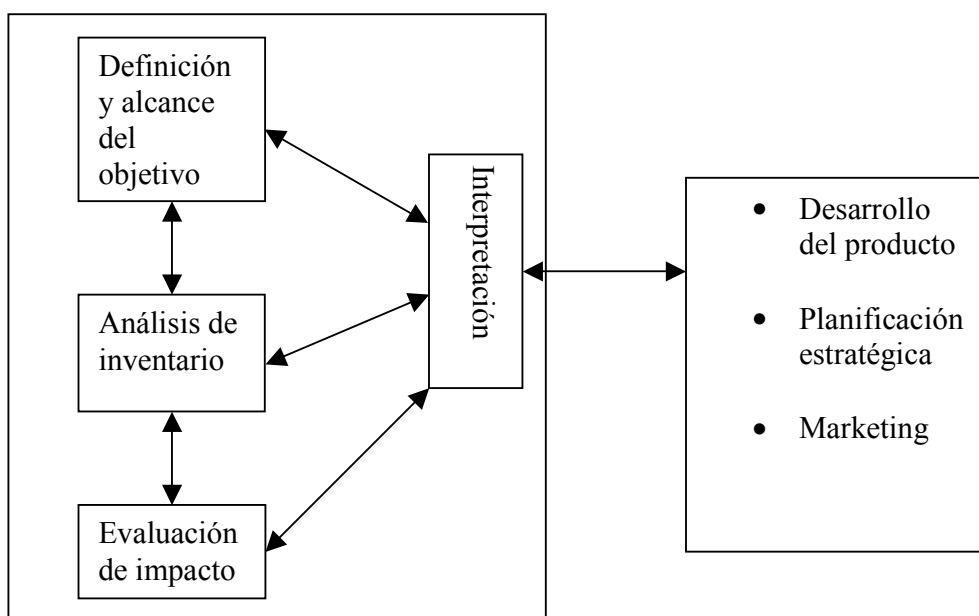 Definición
y alcance
del
objetivo
Análisis de
inventario
Evaluación
de impacto
Interpretación
• Desarrollo
del producto
• Planificación
estratégica
• Marketing